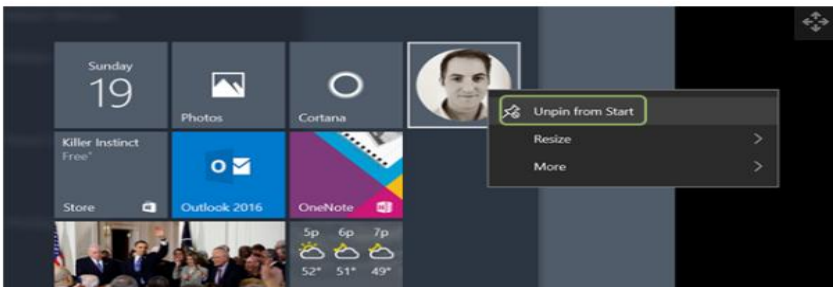 Sunday
19
Photos
Cortana
Unpin from Start
Resize
More
Killer Instinct
Free*
Store
Outlook 2016
OneNote
5p 6p 7p
52° 51° 49°